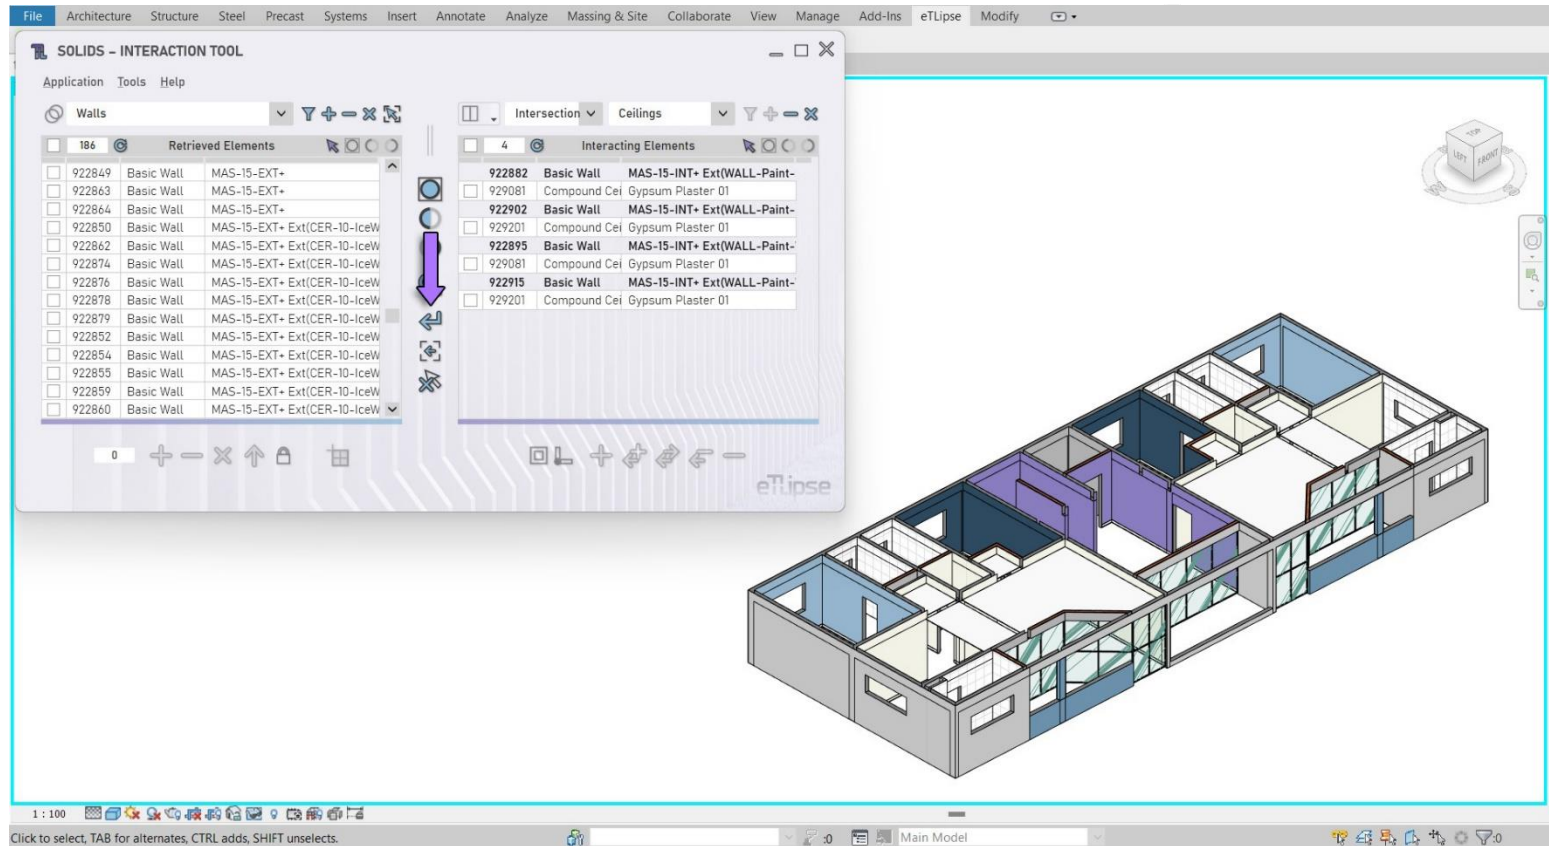 File Architecture Structure Steel Precast Systems Insert Annotate Analyze Massing & Site Collaborate View Manage Add-Ins eTLipse Modify
SOLIDS – INTERACTION TOOL
Application Tools Help
Walls
Intersection Ceilings
186 Retrieved Elements
4 Interacting Elements
922849 Basic Wall MAS-15-EXT+
922863 Basic Wall MAS-15-EXT+
922864 Basic Wall MAS-15-EXT+
922850 Basic Wall MAS-15-EXT+ Ext(CER-10-IceW
922862 Basic Wall MAS-15-EXT+ Ext(CER-10-IceW
922874 Basic Wall MAS-15-EXT+ Ext(CER-10-IceW
922876 Basic Wall MAS-15-EXT+ Ext(CER-10-IceW
922878 Basic Wall MAS-15-EXT+ Ext(CER-10-IceW
922879 Basic Wall MAS-15-EXT+ Ext(CER-10-IceW
922852 Basic Wall MAS-15-EXT+ Ext(CER-10-IceW
922854 Basic Wall MAS-15-EXT+ Ext(CER-10-IceW
922855 Basic Wall MAS-15-EXT+ Ext(CER-10-IceW
922859 Basic Wall MAS-15-EXT+ Ext(CER-10-IceW
922860 Basic Wall MAS-15-EXT+ Ext(CER-10-IceW
922882 Basic Wall MAS-15-INT+ Ext(WALL-Paint-
929081 Compound Cei Gypsum Plaster 01
922902 Basic Wall MAS-15-INT+ Ext(WALL-Paint-
929201 Compound Cei Gypsum Plaster 01
922895 Basic Wall MAS-15-INT+ Ext(WALL-Paint-
929081 Compound Cei Gypsum Plaster 01
922915 Basic Wall MAS-15-INT+ Ext(WALL-Paint-
929201 Compound Cei Gypsum Plaster 01
0
eTLipse
TOP
LEFT FRONT
1 : 100
Click to select, TAB for alternates, CTRL adds, SHIFT unselects.
:0 Main Model
:0